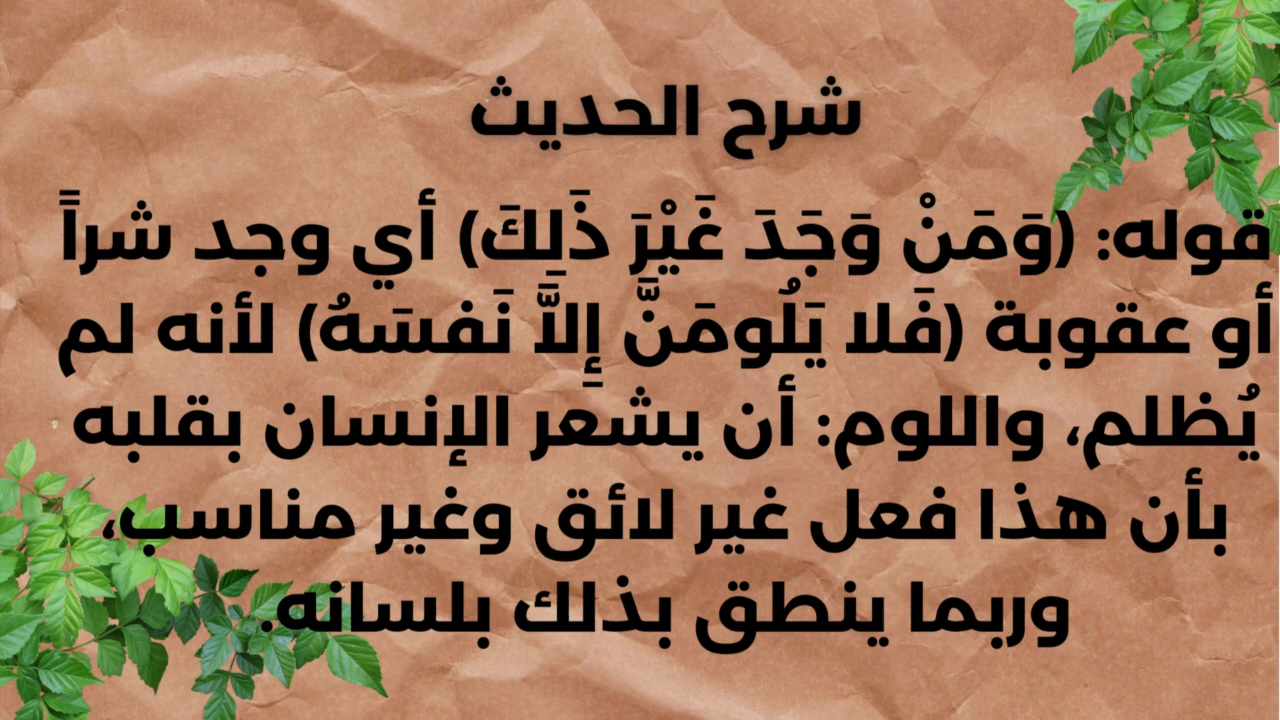 شرح الحديث
قوله: (وَمَنْ وَجَدَ غَيْرَ ذَلِكَ) أي وجد شراً
أو عقوبة (فَلا يَلُومَنَّ إِلاَّ نَفسَهُ) لأنه لم
يُظلم، واللوم: أن يشعَر الإنسان بقلبه
بأن هذا فعل غير لائق وغير مناسب،
وربما ينطق بذلك بلسانه.